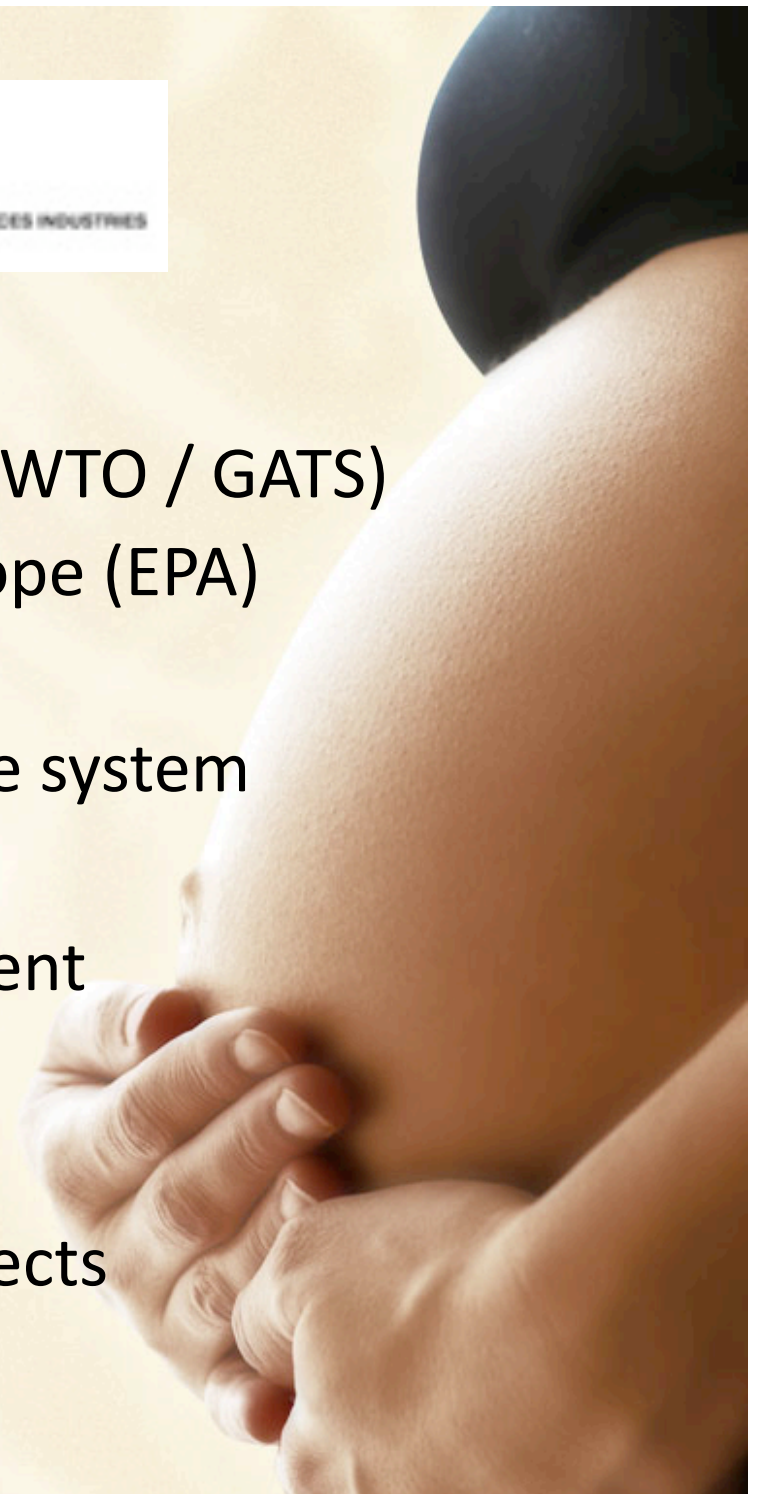 CES INDUSTRIES
WTO / GATS)
ope (EPA)
e system
ent
ects